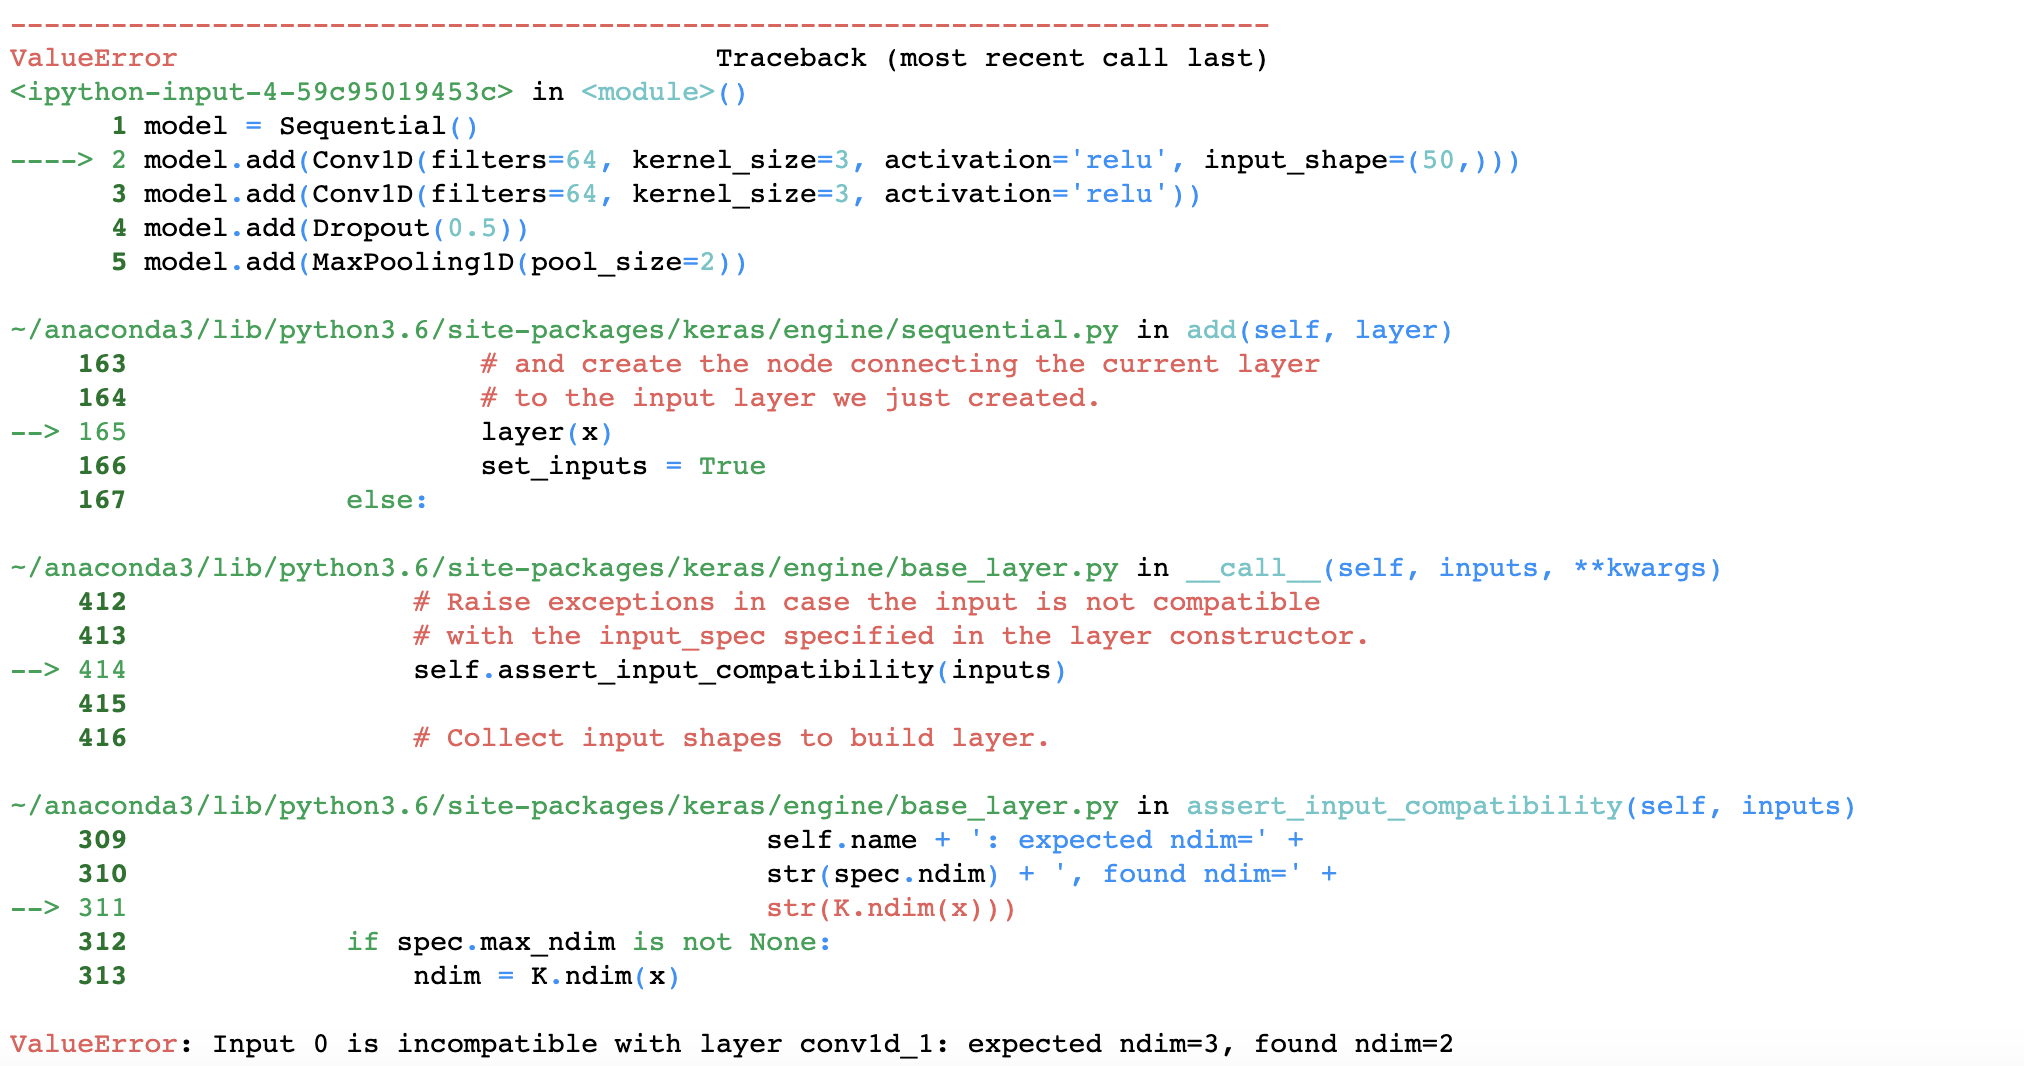 ---------------------------------------------------------------------------
ValueError                                Traceback (most recent call last)
<ipython-input-4-59c95019453c> in <module>()
      1 model = Sequential()
----> 2 model.add(Conv1D(filters=64, kernel_size=3, activation='relu', input_shape=(50,)))
      3 model.add(Conv1D(filters=64, kernel_size=3, activation='relu'))
      4 model.add(Dropout(0.5))
      5 model.add(MaxPooling1D(pool_size=2))

~/anaconda3/lib/python3.6/site-packages/keras/engine/sequential.py in add(self, layer)
    163                     # and create the node connecting the current layer
    164                     # to the input layer we just created.
--> 165                     layer(x)
    166                     set_inputs = True
    167             else:

~/anaconda3/lib/python3.6/site-packages/keras/engine/base_layer.py in __call__(self, inputs, **kwargs)
    412                 # Raise exceptions in case the input is not compatible
    413                 # with the input_spec specified in the layer constructor.
--> 414                 self.assert_input_compatibility(inputs)
    415 
    416                 # Collect input shapes to build layer.

~/anaconda3/lib/python3.6/site-packages/keras/engine/base_layer.py in assert_input_compatibility(self, inputs)
    309                                      self.name + ': expected ndim=' +
    310                                      str(spec.ndim) + ', found ndim=' +
--> 311                                      str(K.ndim(x)))
    312             if spec.max_ndim is not None:
    313                 ndim = K.ndim(x)

ValueError: Input 0 is incompatible with layer conv1d_1: expected ndim=3, found ndim=2